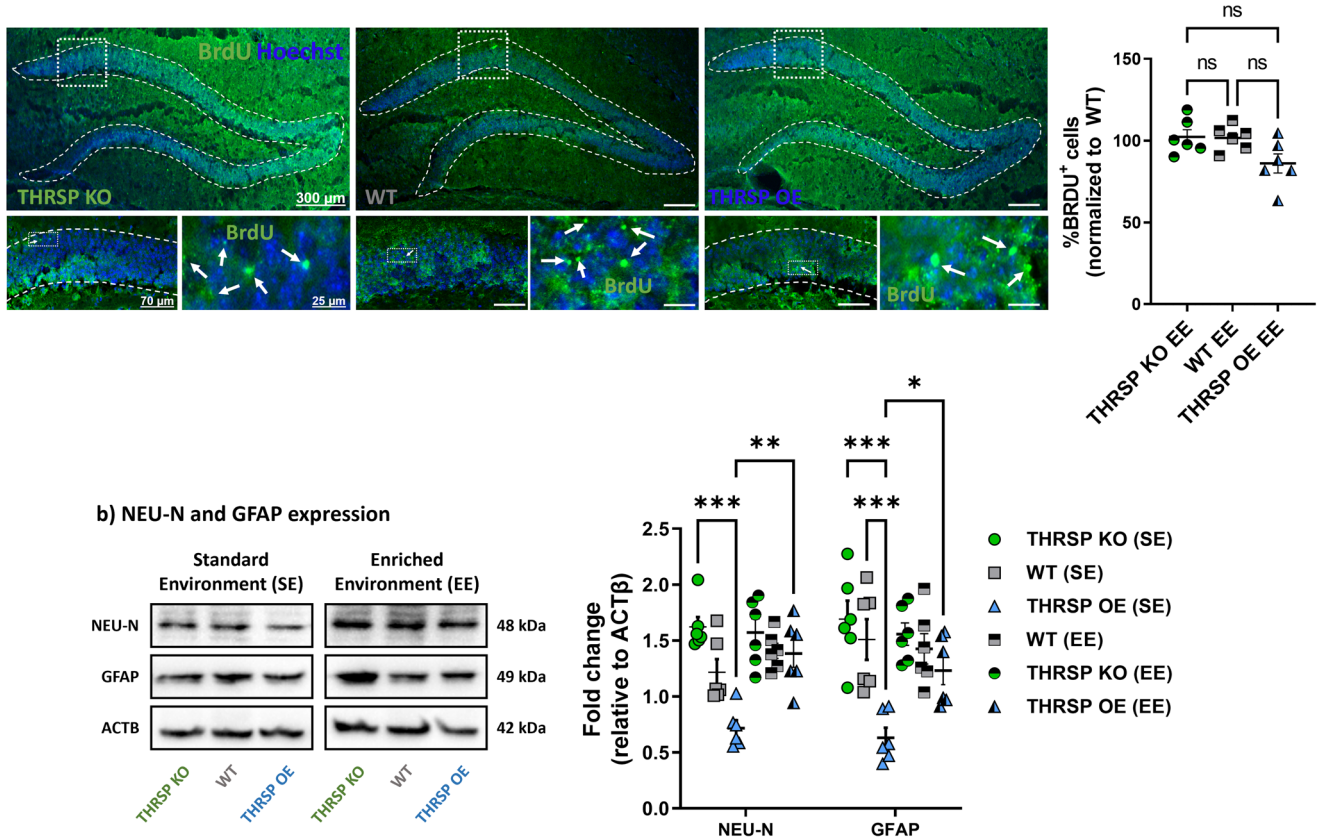 BrdU Hoechst
THRSP KO
300 µm
WT
THRSP OE
BrdU
70 µm
25 µm
BrdU
BrdU
ns
ns
ns
150
100
50
0
%BRDU+ cells
(normalized to WT)
THRSP KO EE
WT EE
THRSP OE EE
b) NEU-N and GFAP expression
Standard
Environment (SE)
Enriched
Environment (EE)
NEU-N
48 kDa
GFAP
49 kDa
ACTB
42 kDa
THRSP KO
WT
THRSP OE
THRSP KO
WT
THRSP OE
*
**
***
***
***
2.5
2.0
1.5
1.0
0.5
0.0
Fold change
(relative to ACTβ)
NEU-N
GFAP
THRSP KO (SE)
WT (SE)
THRSP OE (SE)
WT (EE)
THRSP KO (EE)
THRSP OE (EE)